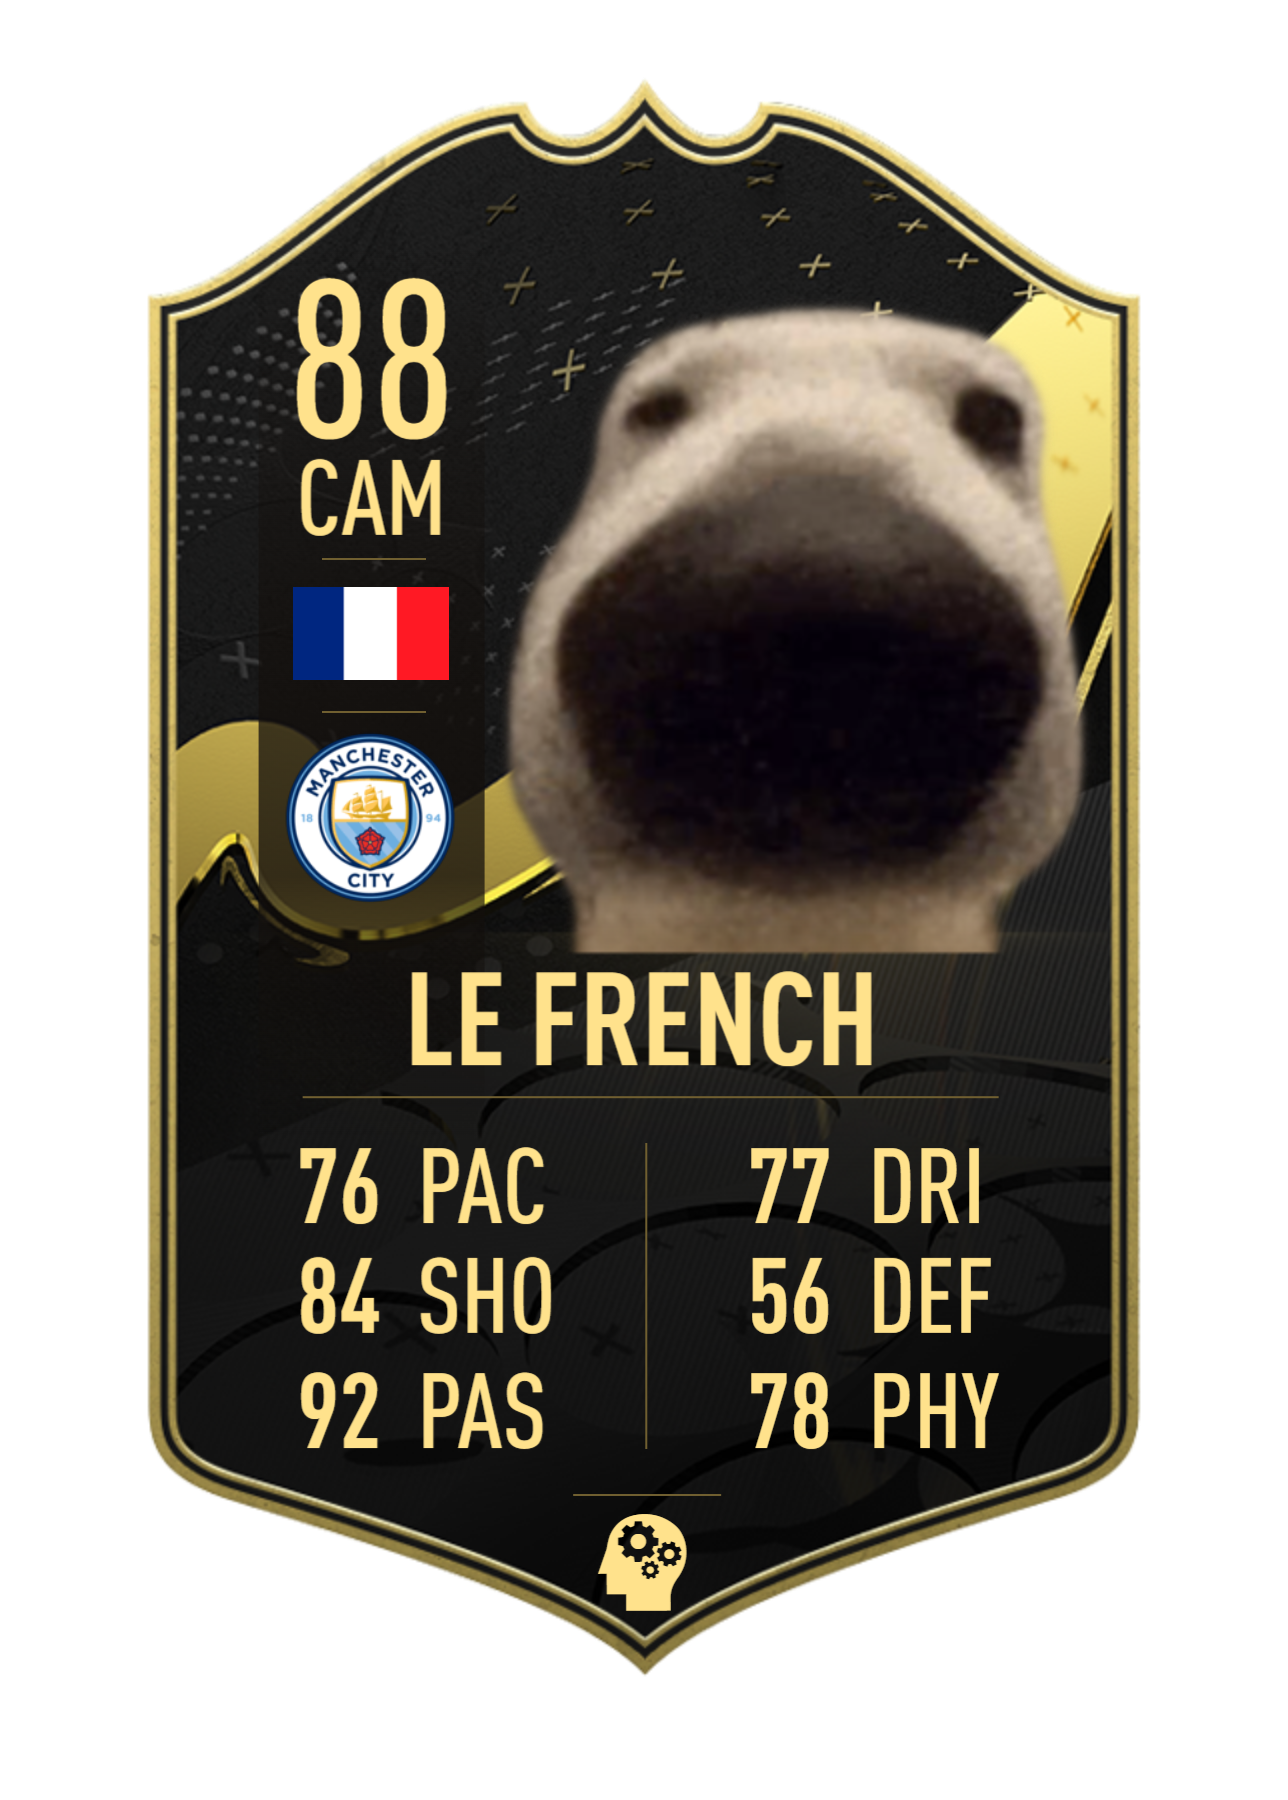 88
CAM
MANCHESTER
18 94
CITY
LE FRENCH
76 PAC
77 DRI
84 SHO
56 DEF
92 PAS
78 PHY